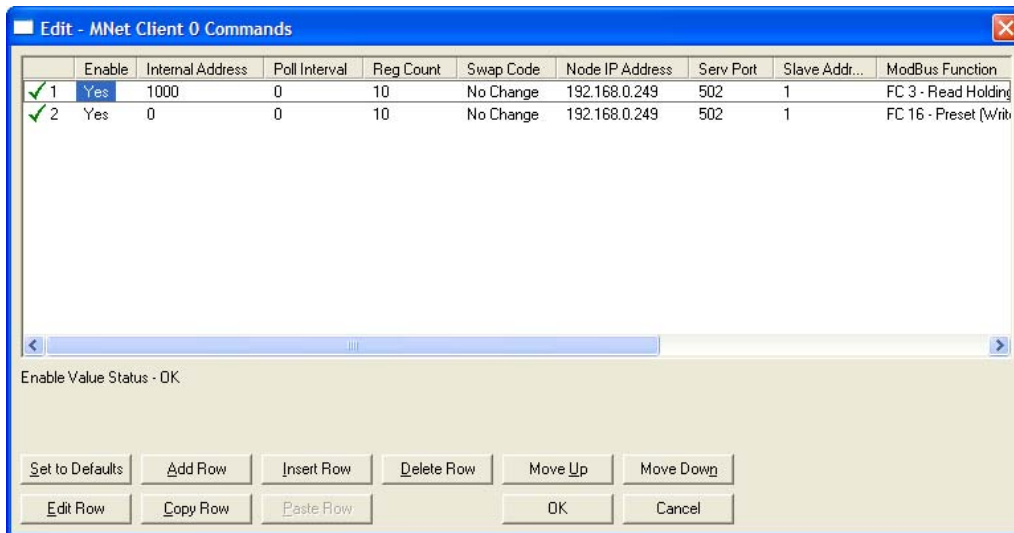 Edit - MNet Client 0 Commands
Enable Internal Address Poll Interval Reg Count Swap Code Node IP Address Serv Port Slave Addr... ModBus Function
1 Yes 1000 0 10 No Change 192.168.0.249 502 1 FC 3 - Read Holding
2 Yes 0 0 10 No Change 192.168.0.249 502 1 FC 16 - Preset (Writ
Enable Value Status - OK
Set to Defaults Add Row Insert Row Delete Row Move Up Move Down
Edit Row Copy Row Paste Row OK Cancel